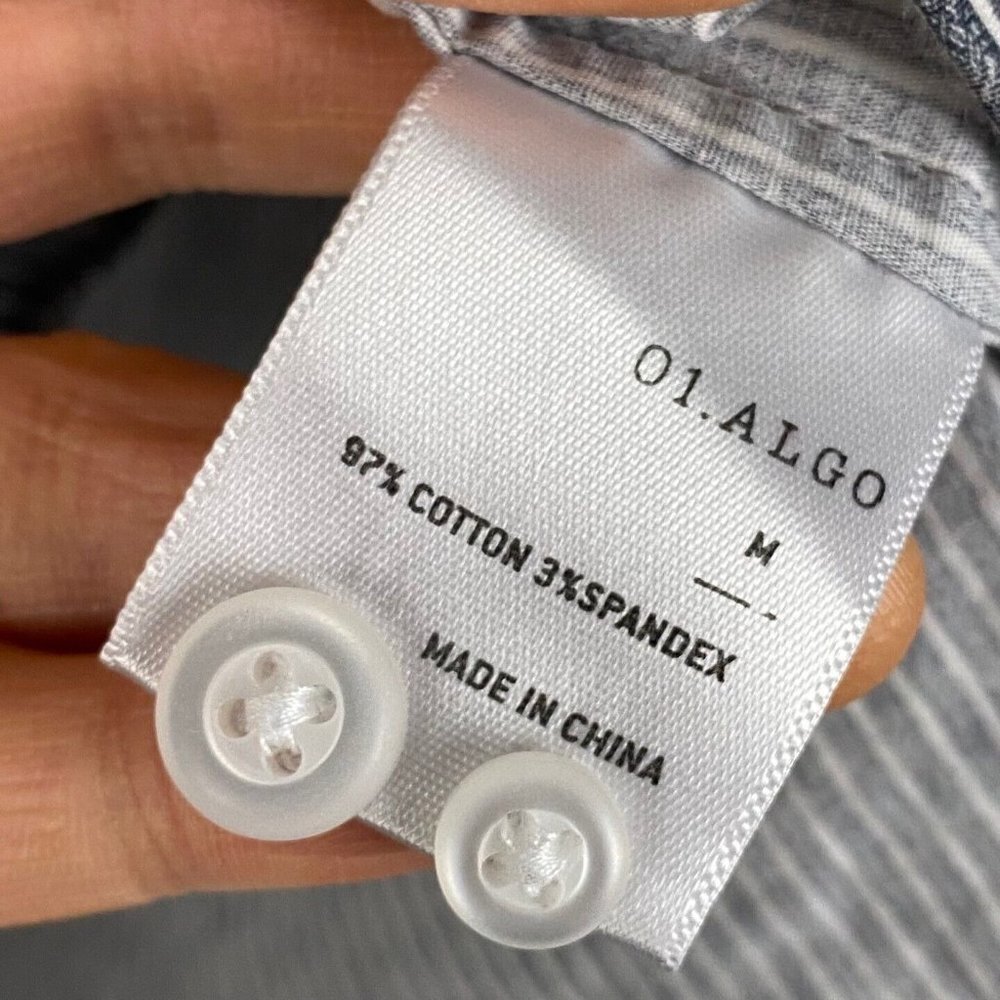 01.ALGO
M
97% COTTON 3%SPANDEX
MADE IN CHINA